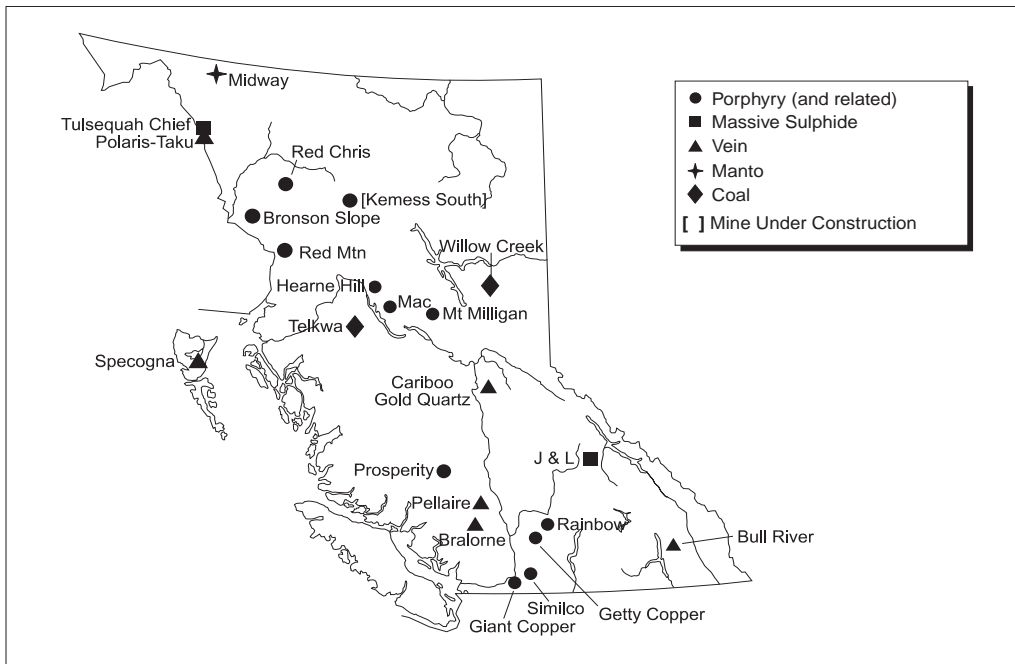 Midway
Tulsequah Chief
Polaris-Taku
Red Chris
[Kemess South]
Bronson Slope
Red Mtn
Willow Creek
Hearne Hill
Mac
Mt Milligan
Telkwa
Specogna
Cariboo
Gold Quartz
J & L
Prosperity
Pellaire
Bralorne
Rainbow
Bull River
Similco
Getty Copper
Giant Copper
Porphyry (and related)
Massive Sulphide
Vein
Manto
Coal
[ ] Mine Under Construction